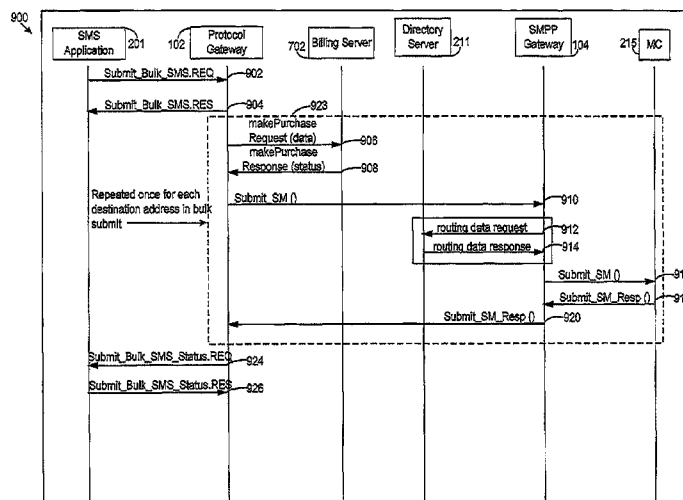 900
SMS
Application
201
Protocol
Gateway
102
Billing Server
702
Directory
Server
211
SMPP
Gateway
104
MC
215
Submit_Bulk_SMS.REQ
902
Submit_Bulk_SMS.RES
904
923
makePurchase
Request (data)
906
makePurchase
Response (status)
908
Repeated once for each
destination address in bulk
submit
Submit_SM ()
910
routing data request
912
routing data response
914
Submit_SM ()
Submit_SM_Resp ()
Submit_SM_Resp ()
920
Submit_Bulk_SMS_Status.REQ
924
Submit_Bulk_SMS_Status.RES
926